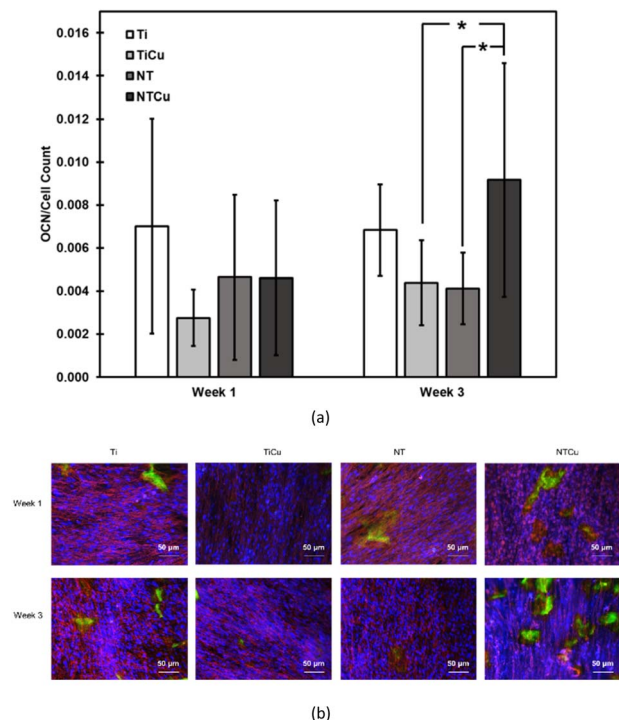 0.016
0.014
0.012
0.010
0.008
0.006
0.004
0.002
0.000
OCN/Cell Count
Ti
TiCu
NT
NTCu
*
*
Week 1
Week 3
(a)
Ti
TiCu
NT
NTCu
Week 1
50 µm
50 µm
50 µm
50 µm
Week 3
50 µm
50 µm
50 µm
50 µm
(b)